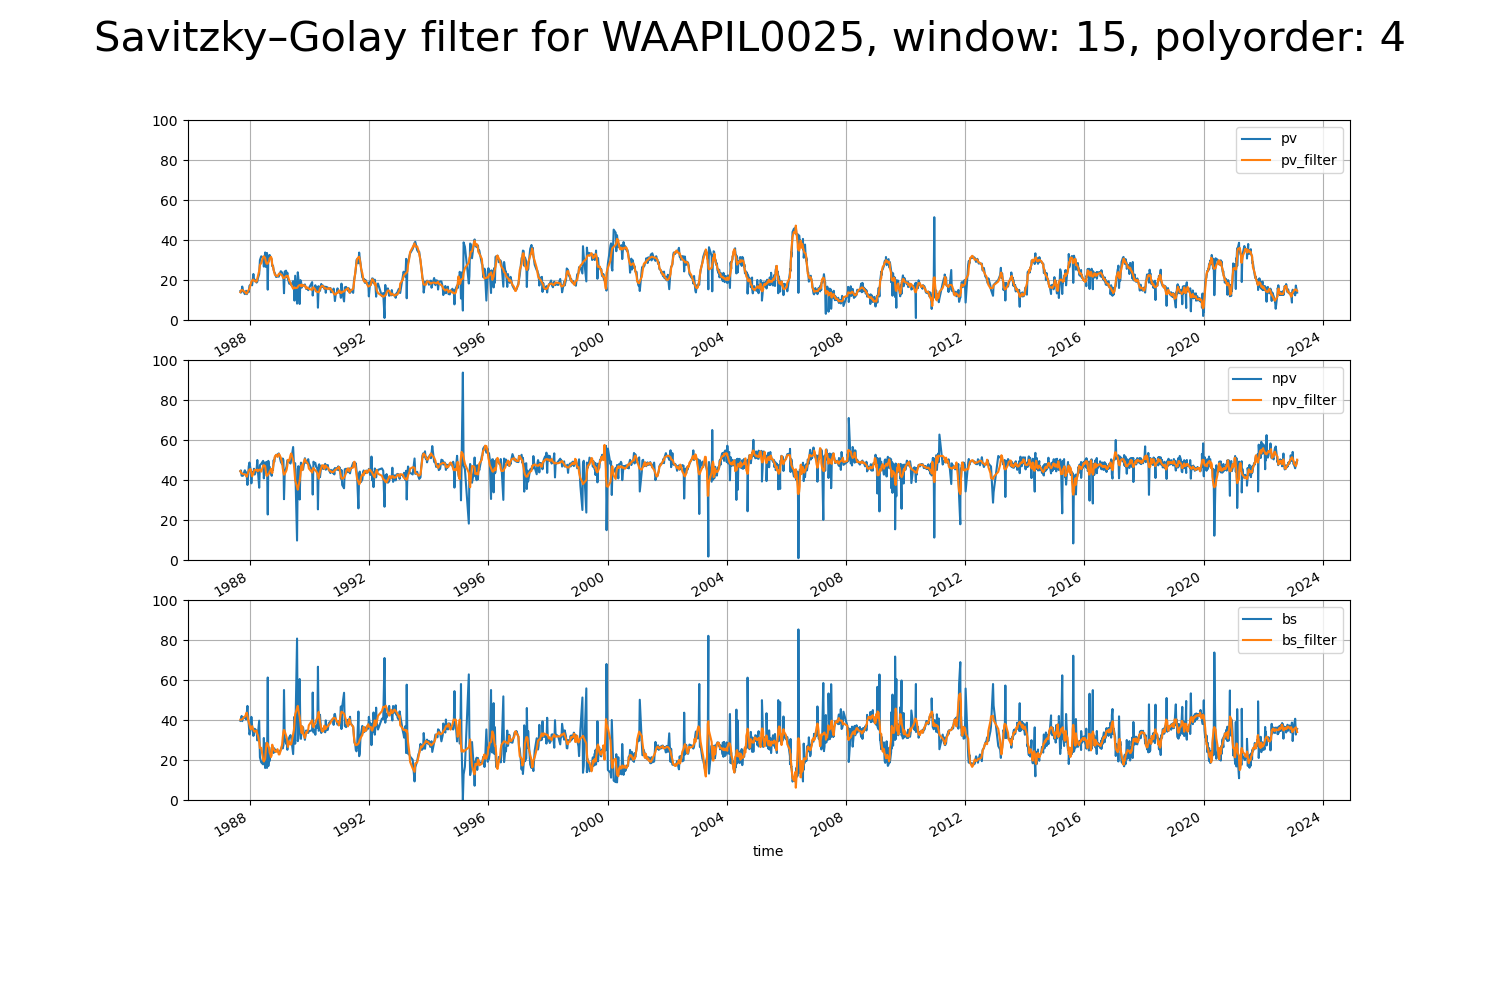 Savitzky–Golay filter for WAAPIL0025, window: 15, polyorder: 4
100
80
60
40
20
0
pv
pv_filter
1988 1992 1996 2000 2004 2008 2012 2016 2020 2024
100
80
60
40
20
0
npv
npv_filter
1988 1992 1996 2000 2004 2008 2012 2016 2020 2024
100
80
60
40
20
0
bs
bs_filter
1988 1992 1996 2000 2004 2008 2012 2016 2020 2024
time